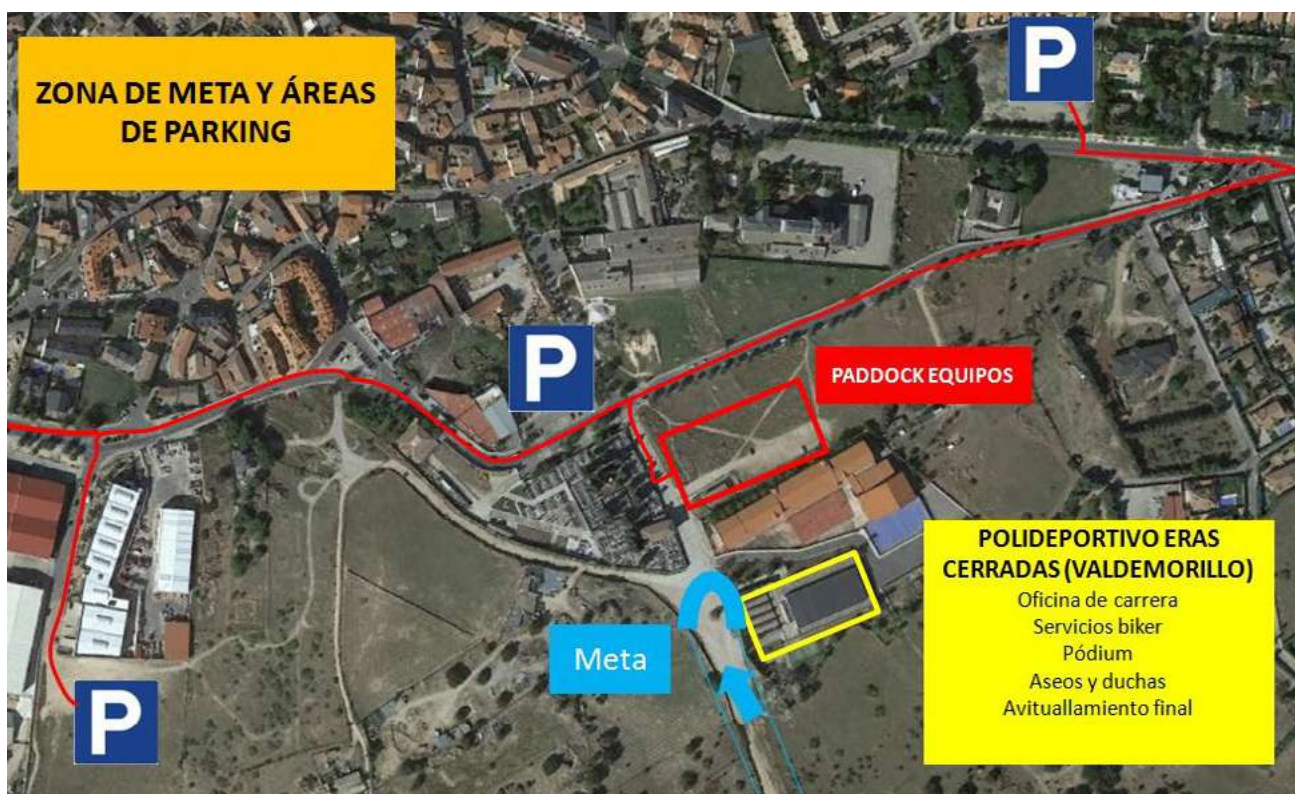 ZONA DE META Y ÁREAS
DE PARKING
P
P
PADDOCK EQUIPOS
POLIDEPORTIVO ERAS
CERRADAS (VALDEMORILLO)
Oficina de carrera
Servicios biker
Pódium
Aseos y duchas
Avituallamiento final
Meta
P